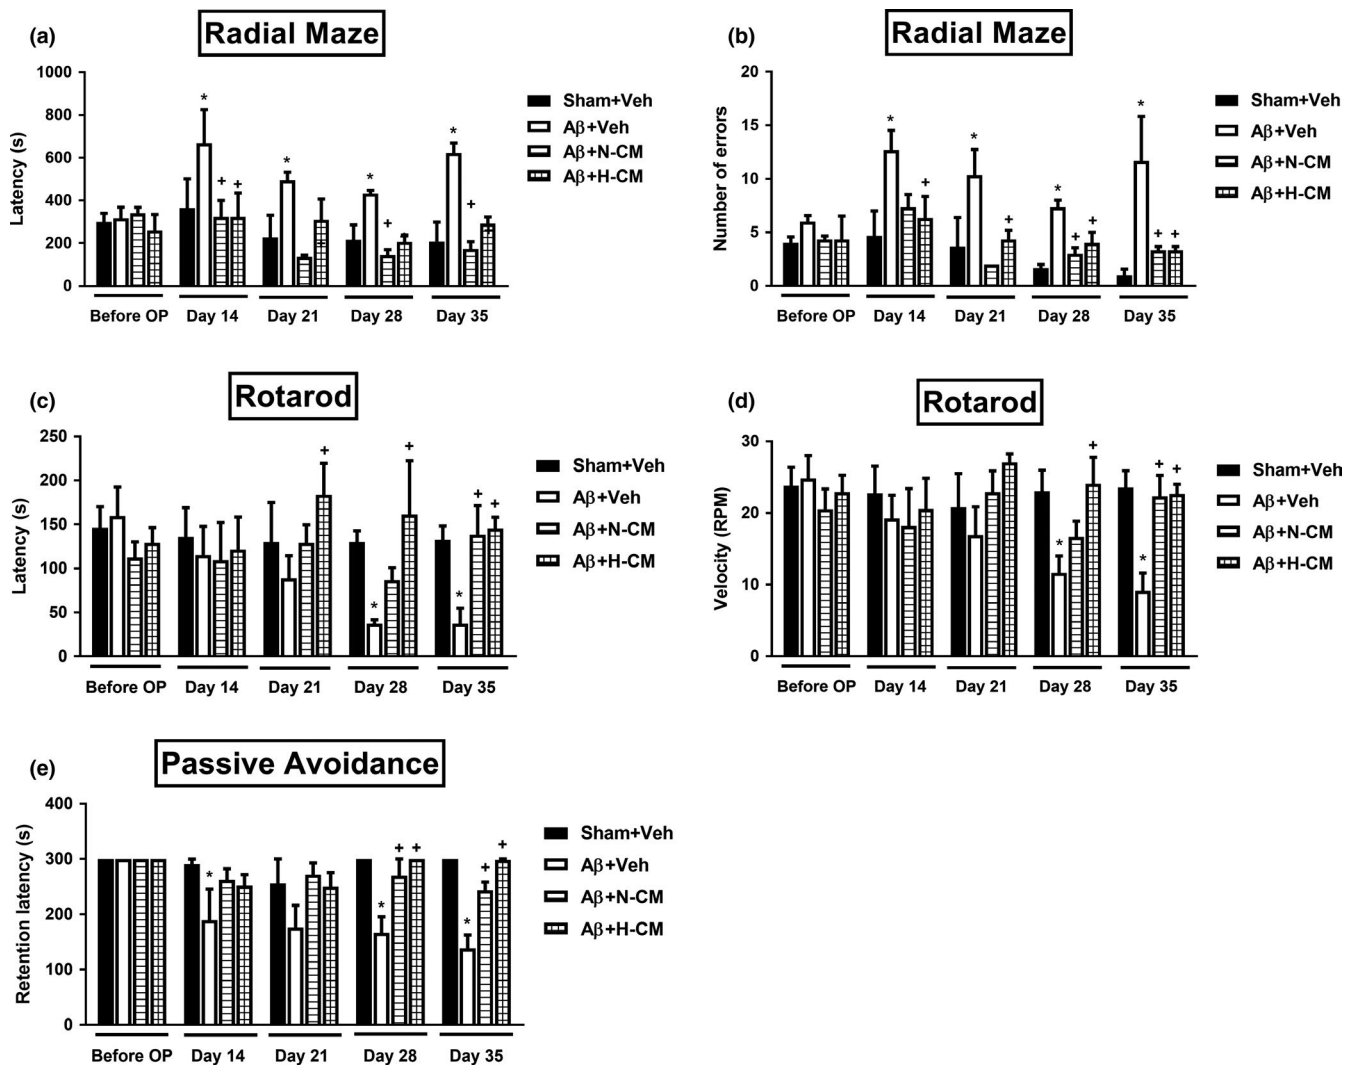 (a)
Radial Maze
1000
800
600
400
200
0
Latency (s)
* * * *
+ + + + +
Before OP Day 14 Day 21 Day 28 Day 35
Sham+Veh
Aβ+Veh
Aβ+N-CM
Aβ+H-CM
(b)
Radial Maze
20
15
10
5
0
Number of errors
* * * *
+ + + + + +
Before OP Day 14 Day 21 Day 28 Day 35
Sham+Veh
Aβ+Veh
Aβ+N-CM
Aβ+H-CM
(c)
Rotarod
250
200
150
100
50
0
Latency (s)
+ + + +
* *
Before OP Day 14 Day 21 Day 28 Day 35
Sham+Veh
Aβ+Veh
Aβ+N-CM
Aβ+H-CM
(d)
Rotarod
30
20
10
0
Velocity (RPM)
+ + +
* *
Before OP Day 14 Day 21 Day 28 Day 35
Sham+Veh
Aβ+Veh
Aβ+N-CM
Aβ+H-CM
(e)
Passive Avoidance
400
300
200
100
0
Retention latency (s)
+ + + +
* * *
Before OP Day 14 Day 21 Day 28 Day 35
Sham+Veh
Aβ+Veh
Aβ+N-CM
Aβ+H-CM